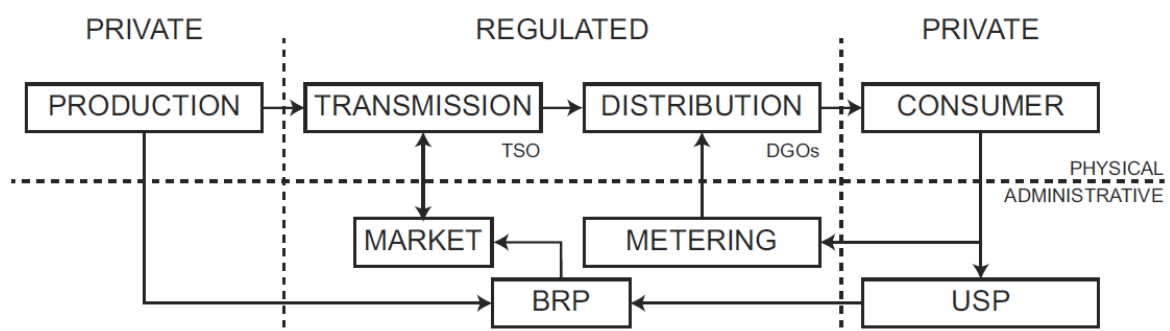 PRIVATE
REGULATED
PRIVATE
PRODUCTION
TRANSMISSION
DISTRIBUTION
CONSUMER
TSO
DGOs
PHYSICAL
ADMINISTRATIVE
MARKET
METERING
BRP
USP